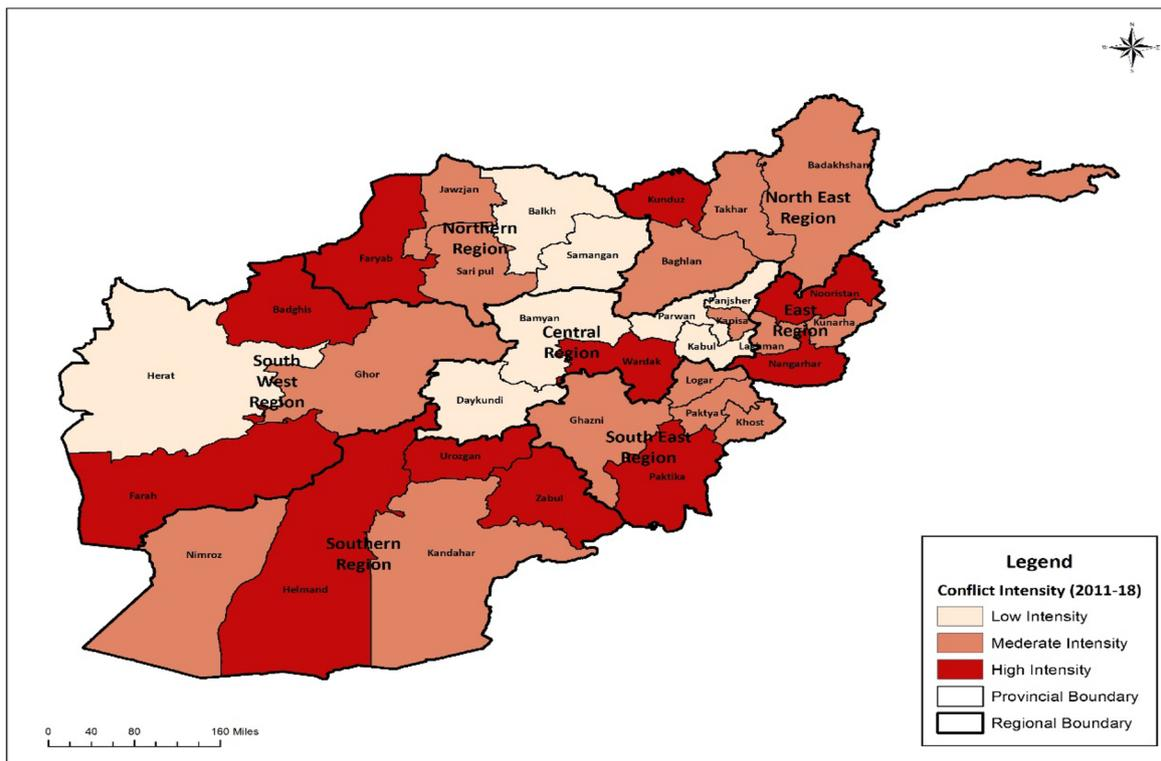 N
S
Badakhshan
North East
Region
Jawzjan
Balkh
Kunduz
Takhar
Northern
Region
Samangan
Faryab
Sari pul
Baghlan
Badghis
Nooristan
Panjsher
Bamyan
Parwan
Kapisa
East
Region
Kunarha
Central
Region
Kabul
Laghman
Herat
South
West
Region
Ghor
Wardak
Nangarhar
Logar
Daykundi
Paktya
Khost
Ghazni
South East
Region
Urozgan
Paktika
Farah
Zabul
Nimroz
Southern
Region
Kandahar
Helmand
Legend
Conflict Intensity (2011-18)
Low Intensity
Mederate Intensity
High Intensity
Provincial Boundary
Regional Boundary
0 40 80 160 Miles